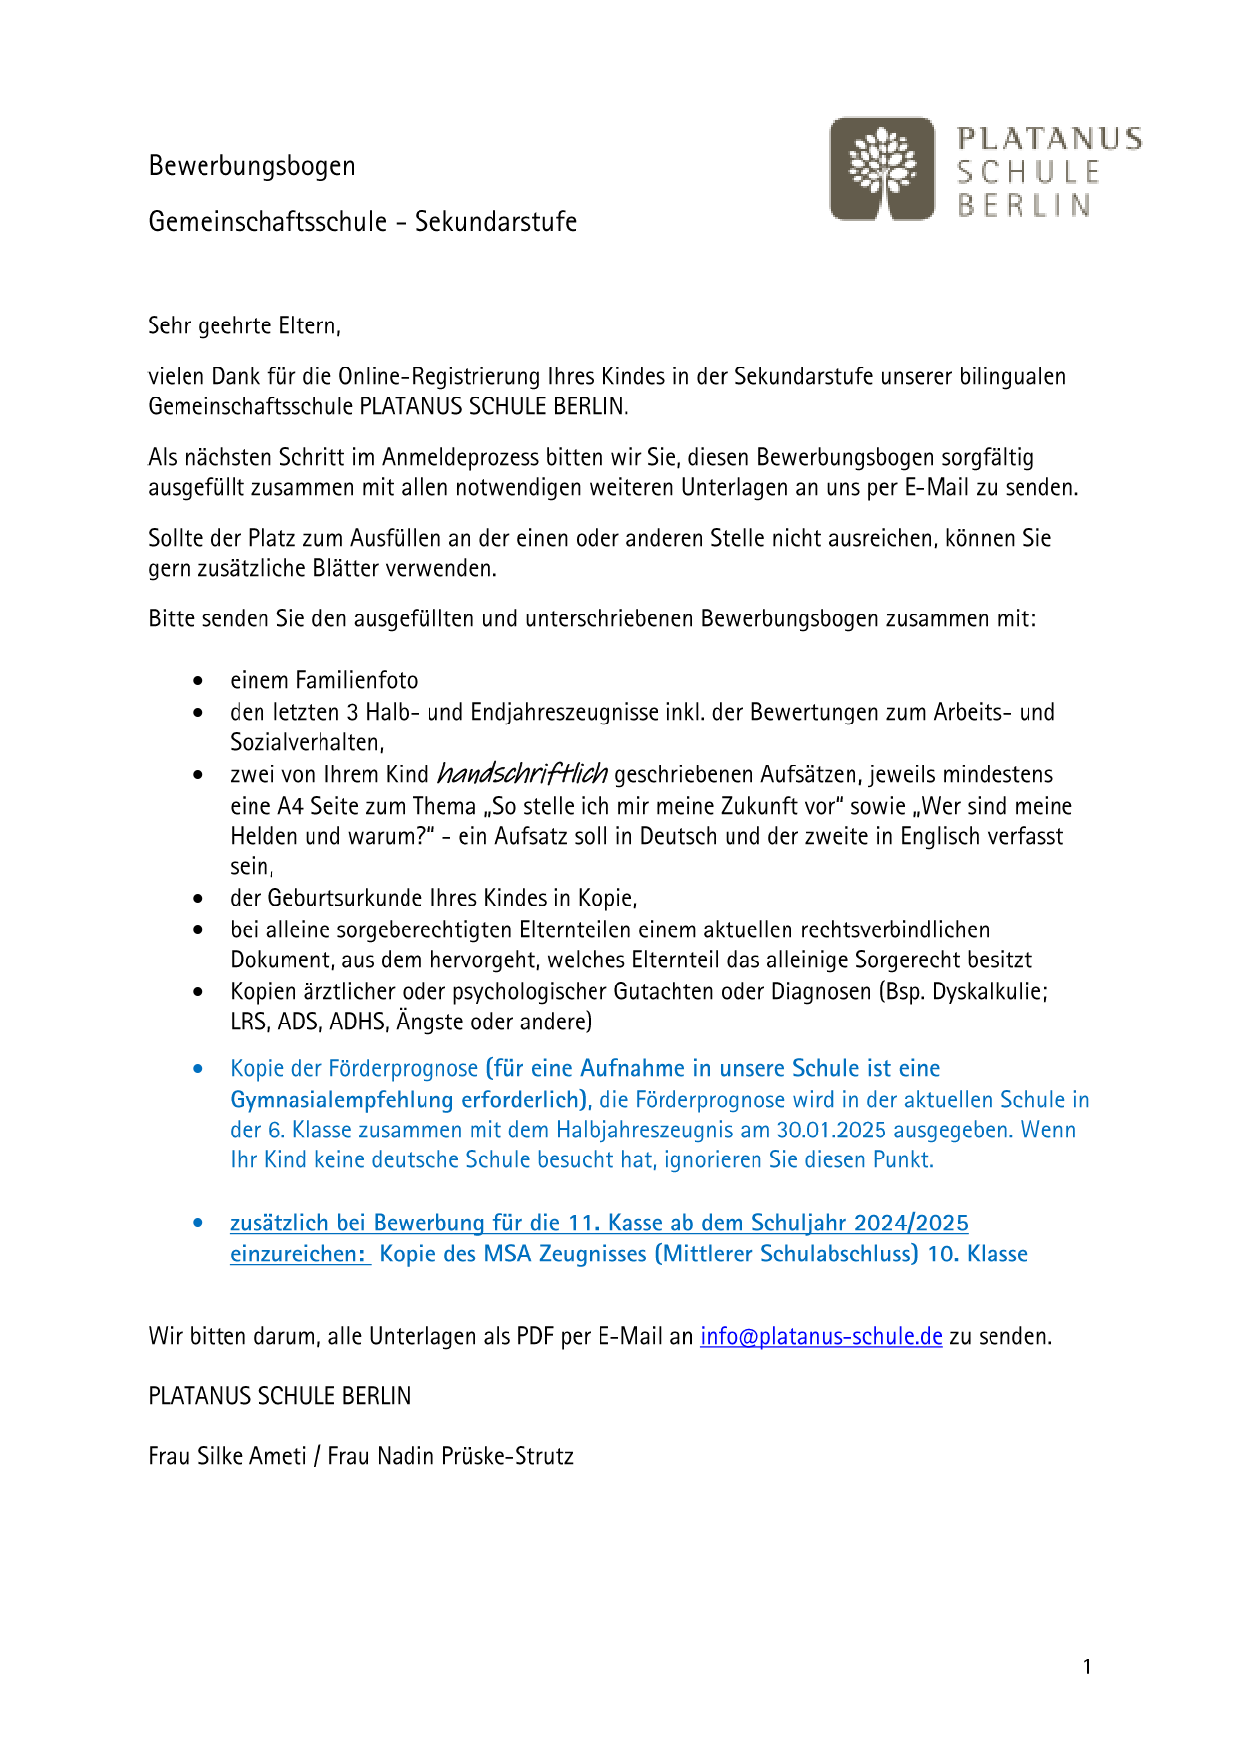 PLATANUS
SCHULE
BERLIN
Bewerbungsbogen
Gemeinschaftsschule - Sekundarstufe
Sehr geehrte Eltern,
vielen Dank für die Online-Registrierung Ihres Kindes in der Sekundarstufe unserer bilingualen
Gemeinschaftsschule PLATANUS SCHULE BERLIN.
Als nächsten Schritt im Anmeldeprozess bitten wir Sie, diesen Bewerbungsbogen sorgfältig
ausgefüllt zusammen mit allen notwendigen weiteren Unterlagen an uns per E-Mail zu senden.
Sollte der Platz zum Ausfüllen an der einen oder anderen Stelle nicht ausreichen, können Sie
gern zusätzliche Blätter verwenden.
Bitte senden Sie den ausgefüllten und unterschriebenen Bewerbungsbogen zusammen mit:
• einem Familienfoto
• den letzten 3 Halb- und Endjahreszeugnisse inkl. der Bewertungen zum Arbeits- und
Sozialverhalten,
• zwei von Ihrem Kind handschriftlich geschriebenen Aufsätzen, jeweils mindestens
eine A4 Seite zum Thema „So stelle ich mir meine Zukunft vor“ sowie „Wer sind meine
Helden und warum?“ - ein Aufsatz soll in Deutsch und der zweite in Englisch verfasst
sein,
• der Geburtsurkunde Ihres Kindes in Kopie,
• bei alleine sorgeberechtigten Elternteilen einem aktuellen rechtsverbindlichen
Dokument, aus dem hervorgeht, welches Elternteil das alleinige Sorgerecht besitzt
• Kopien ärztlicher oder psychologischer Gutachten oder Diagnosen (Bsp. Dyskalkulie;
LRS, ADS, ADHS, Ängste oder andere)
• Kopie der Förderprognose (für eine Aufnahme in unsere Schule ist eine
Gymnasialempfehlung erforderlich), die Förderprognose wird in der aktuellen Schule in
der 6. Klasse zusammen mit dem Halbjahreszeugnis am 30.01.2025 ausgegeben. Wenn
Ihr Kind keine deutsche Schule besucht hat, ignorieren Sie diesen Punkt.
• zusätzlich bei Bewerbung für die 11. Kasse ab dem Schuljahr 2024/2025
einzureichen: Kopie des MSA Zeugnisses (Mittlerer Schulabschluss) 10. Klasse
Wir bitten darum, alle Unterlagen als PDF per E-Mail an info@platanus-schule.de zu senden.
PLATANUS SCHULE BERLIN
Frau Silke Ameti / Frau Nadin Prüske-Strutz
1